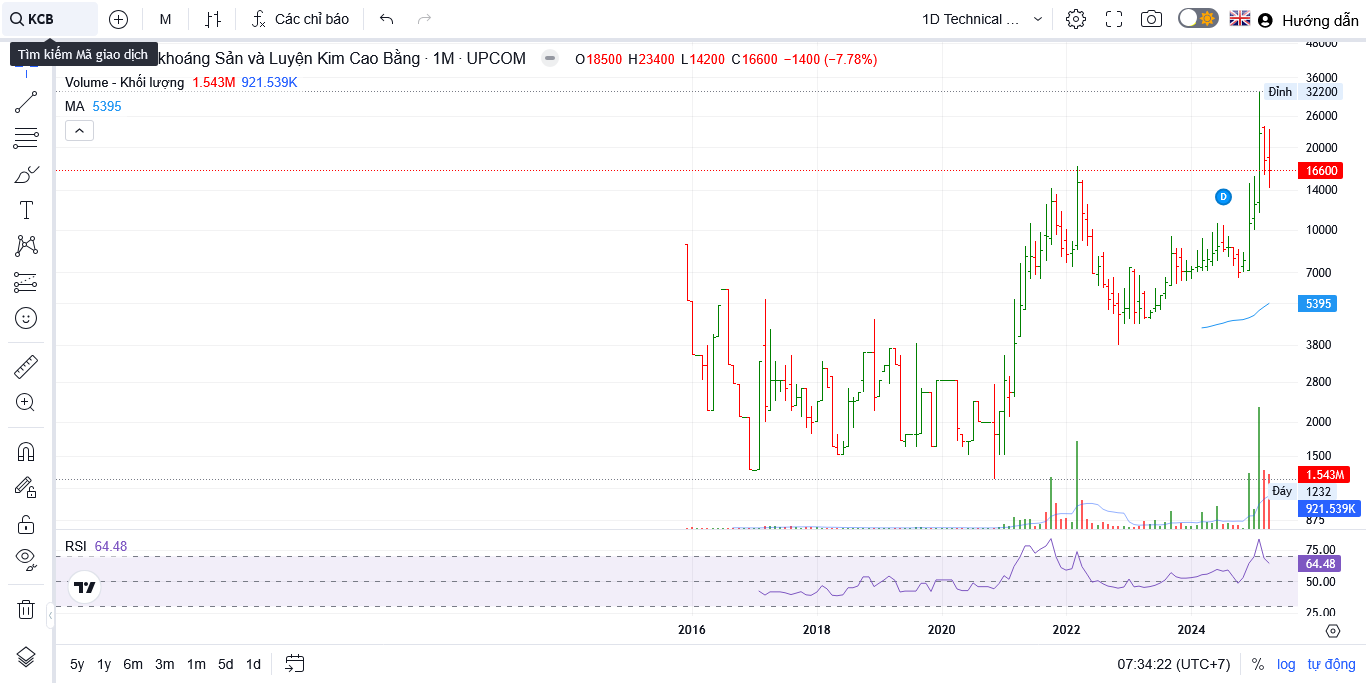 KCB
M
Các chỉ báo
1D Technical ...
Hướng dẫn
Tìm kiếm Mã giao dịch
khoáng Sản và Luyện Kim Cao Bằng · 1M · UPCOM
O18500 H23400 L14200 C16600 −1400 (−7.78%)
Volume - Khối lượng 1.543M 921.539K
MA 5395
48000
36000
Đỉnh 32200
26000
20000
16600
14000
D
10000
7000
5395
3800
2800
2000
1500
1.543M
Đáy 1232
921.539K
875
RSI 64.48
75.00
64.48
50.00
25.00
2016 2018 2020 2022 2024
5y 1y 6m 3m 1m 5d 1d
07:34:22 (UTC+7) % log tự động